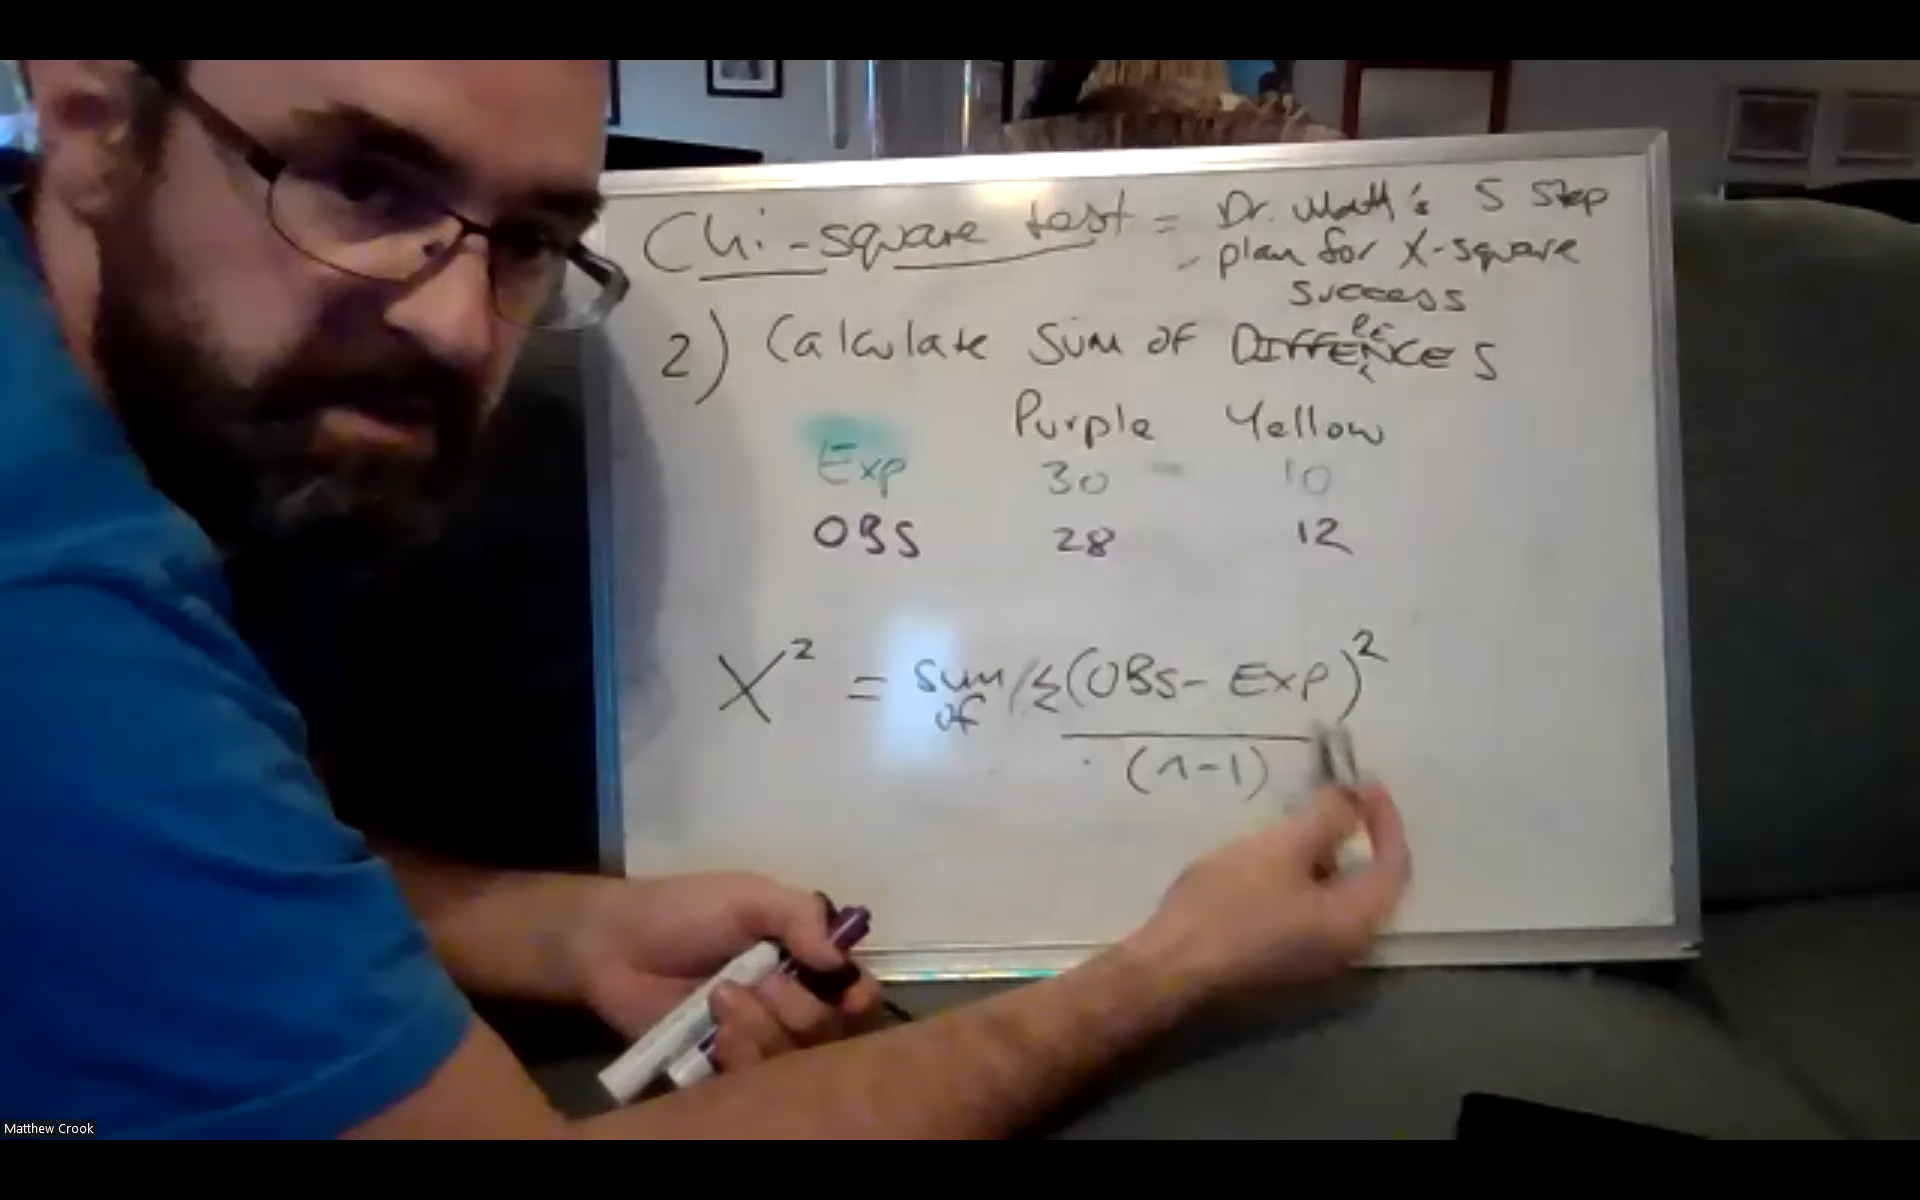 Chi-square test = Dr. Matt's 5 Step
- plan for X-square
success
2) Calculate Sum of DIFFERENCES
Purple Yellow
Exp 30 - 10
OBS 28 12
X² = sum of / Σ(OBS - Exp)²
(n-1)
Matthew Crook